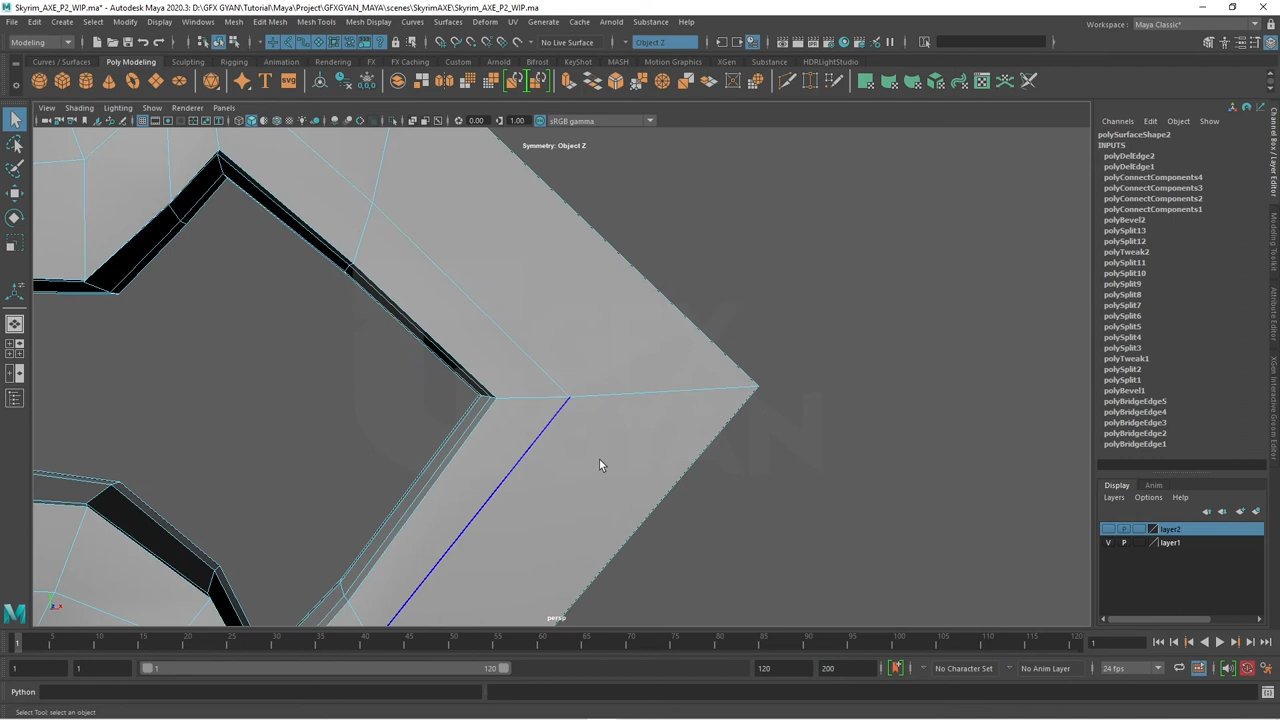 Skyrim_AXE_P2_WIP.ma* - Autodesk Maya 2020.3: D:\GFX GYAN\Tutorial\Maya\GFXGYAN_MAYA\scenes\SkyrimAXE\Skyrim_AXE_P2_WIP.ma
File Edit Create Select Modify Display Windows Mesh Edit Mesh Mesh Tools Mesh Display Curves Surfaces Deform UV Generate Cache Arnold Substance Help
Workspace : Maya Classic*
Modeling No Live Surface Object Z
Curves / Surfaces Poly Modeling Sculpting Rigging Animation Rendering FX FX Caching Custom Arnold Bifrost KeyShot MASH Motion Graphics XGen Substance HDRLightStudio
View Shading Lighting Show Renderer Panels
0.00 1.00 sRGB gamma
Symmetry: Object Z
persp
Channels Edit Object Show
polySurfaceShape2
INPUTS
polyDelEdge2
polyDelEdge1
polyConnectComponents4
polyConnectComponents3
polyConnectComponents2
polyConnectComponents1
polyBevel2
polySplit13
polySplit12
polyTweak2
polySplit11
polySplit10
polySplit9
polySplit8
polySplit7
polySplit6
polySplit5
polySplit4
polySplit3
polyTweak1
polySplit2
polySplit1
polyBevel1
polyBridgeEdge5
polyBridgeEdge4
polyBridgeEdge3
polyBridgeEdge2
polyBridgeEdge1
Display Anim
Layers Options Help
P layer2
V P layer1
Channel Box / Layer Editor
Modeling Toolkit
Attribute Editor
5 10 15 20 25 30 35 40 45 50 55 60 65 70 75 80 85 90 95 100 105 110 115 120
1
1 1 1 120 120 200 No Character Set No Anim Layer 24 fps
Python
Select Tool: select an object